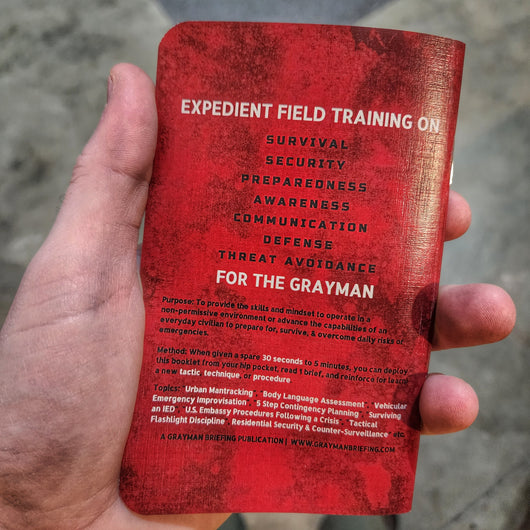 EXPEDIENT FIELD TRAINING ON
SURVIVAL
SECURITY
PREPAREDNESS
AWARENESS
COMMUNICATION
DEFENSE
THREAT AVOIDANCE
FOR THE GRAYMAN
Purpose: To provide the skills and mindset to operate in a
non-permissive environment or advance the capabilities of an
everyday civilian to prepare for, survive, & overcome daily risks or
emergencies.
Method: When given a spare 30 seconds to 5 minutes, you can deploy
this booklet from your hip pocket, read 1 brief, and reinforce (or learn)
a new tactic, technique or procedure
Topics: Urban Mantracking, Body Language Assessment, Vehicular
Emergency Improvisation, 5 Step Contingency Planning, Surviving
an IED, U.S. Embassy Procedures Following a Crisis, Tactical
Flashlight Discipline, Residential Security & Counter-Surveillance, etc.
A GRAYMAN BRIEFING PUBLICATION | WWW.GRAYMANBRIEFING.COM